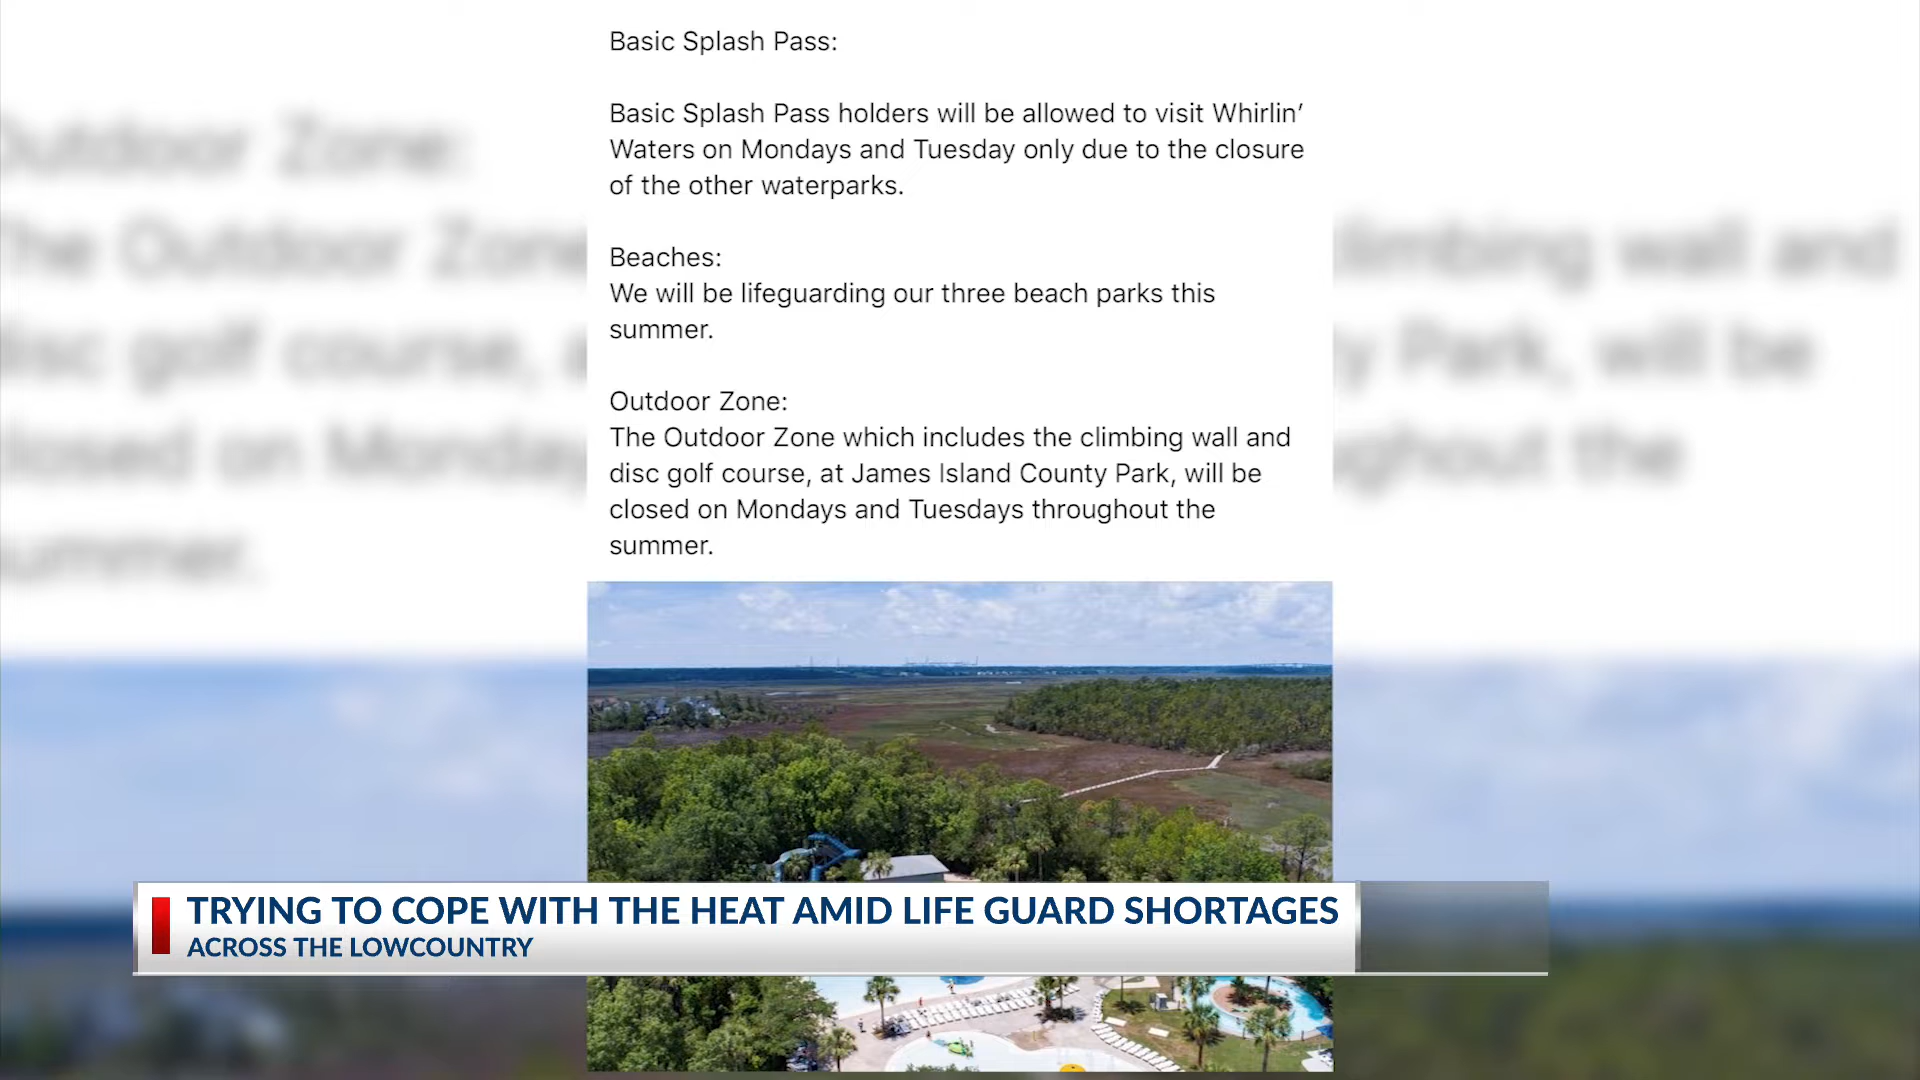 Basic Splash Pass:
Basic Splash Pass holders will be allowed to visit Whirlin’
Waters on Mondays and Tuesday only due to the closure
of the other waterparks.
Beaches:
We will be lifeguarding our three beach parks this
summer.
Outdoor Zone:
The Outdoor Zone which includes the climbing wall and
disc golf course, at James Island County Park, will be
closed on Mondays and Tuesdays throughout the
summer.
TRYING TO COPE WITH THE HEAT AMID LIFE GUARD SHORTAGES
ACROSS THE LOWCOUNTRY